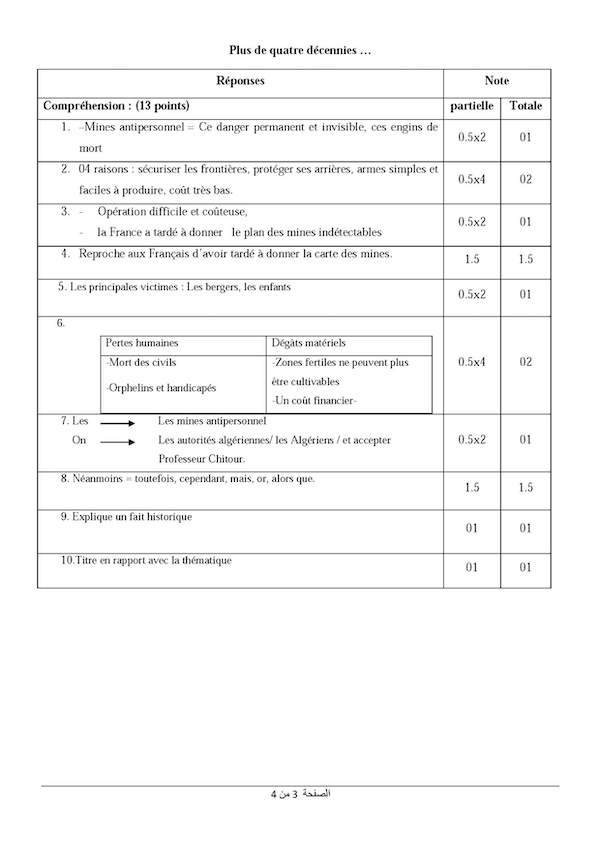 Plus de quatre décennies …
Réponses Note
Compréhension : (13 points) partielle Totale
1. –Mines antipersonnel = Ce danger permanent et invisible, ces engins de
mort
0.5x2 01
2. 04 raisons : sécuriser les frontières, protéger ses arrières, armes simples et
faciles à produire, coût très bas.
0.5x4 02
3. - Opération difficile et coûteuse,
- la France a tardé à donner le plan des mines indétectables
0.5x2 01
4. Reproche aux Français d'avoir tardé à donner la carte des mines.
1.5 1.5
5. Les principales victimes : Les bergers, les enfants
0.5x2 01
6.
Pertes humaines Dégâts matériels
-Mort des civils
-Orphelins et handicapés
-Zones fertiles ne peuvent plus
être cultivables
-Un coût financier-
0.5x4 02
7. Les Les mines antipersonnel
On Les autorités algériennes/ les Algériens / et accepter
Professeur Chitour.
0.5x2 01
8. Néanmoins = toutefois, cependant, mais, or, alors que.
1.5 1.5
9. Explique un fait historique
01 01
10.Titre en rapport avec la thématique
01 01
الصفحة 3 من 4